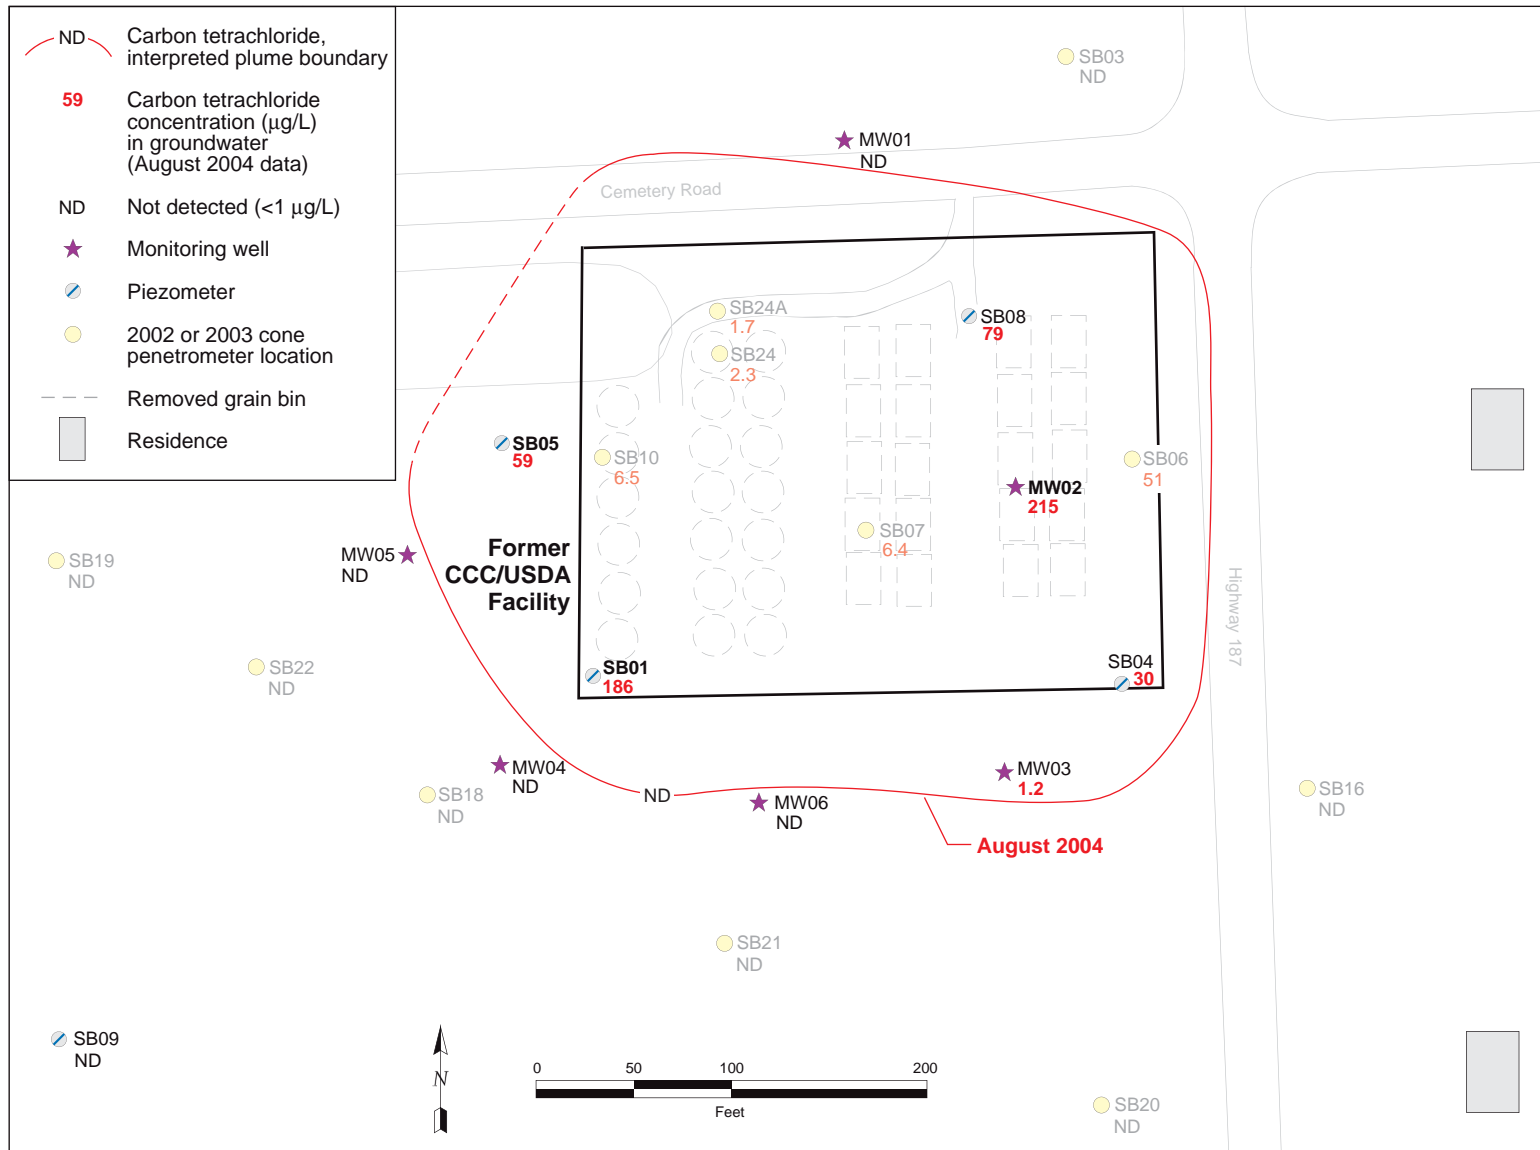 ND
Carbon tetrachloride,
interpreted plume boundary
59
Carbon tetrachloride
concentration (µg/L)
in groundwater
(August 2004 data)
ND
Not detected (<1 µg/L)
Monitoring well
Piezometer
2002 or 2003 cone
penetrometer location
Removed grain bin
Residence
SB03
ND
MW01
ND
Cemetery Road
SB24A
1.7
SB24
2.3
SB08
79
SB05
59
SB10
6.5
SB06
51
MW02
215
SB07
6.4
MW05
ND
SB19
ND
Former
CCC/USDA
Facility
Highway 187
SB22
ND
SB01
186
SB04
30
MW04
ND
SB18
ND
ND
MW06
ND
MW03
1.2
SB16
ND
August 2004
SB21
ND
SB09
ND
N
0 50 100 200
Feet
SB20
ND